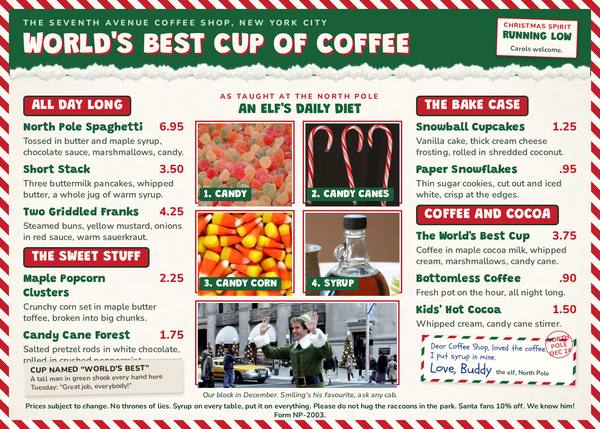 THE SEVENTH AVENUE COFFEE SHOP, NEW YORK CITY
WORLD'S BEST CUP OF COFFEE
CHRISTMAS SPIRIT
RUNNING LOW
Carols welcome.
ALL DAY LONG
North Pole Spaghetti 6.95
Tossed in butter and maple syrup,
chocolate sauce, marshmallows, candy.
Short Stack 3.50
Three buttermilk pancakes, whipped
butter, a whole jug of warm syrup.
Two Griddled Franks 4.25
Steamed buns, yellow mustard, onions
in red sauce, warm sauerkraut.
THE SWEET STUFF
Maple Popcorn 2.25
Clusters
Crunchy corn set in maple butter
toffee, broken into big chunks.
Candy Cane Forest 1.75
Salted pretzel rods in white chocolate,
rolled in crushed peppermint.
CUP NAMED “WORLD'S BEST”
A tall man in green shook every hand here
Tuesday: “Great job, everybody!”
AS TAUGHT AT THE NORTH POLE
AN ELF'S DAILY DIET
1. CANDY
2. CANDY CANES
3. CANDY CORN
4. SYRUP
Our block in December. Smiling's his favourite, ask any cab.
THE BAKE CASE
Snowball Cupcakes 1.25
Vanilla cake, thick cream cheese
frosting, rolled in shredded coconut.
Paper Snowflakes .95
Thin sugar cookies, cut out and iced
white, crisp at the edges.
COFFEE AND COCOA
The World's Best Cup 3.75
Coffee in maple cocoa milk, whipped
cream, marshmallows, candy cane.
Bottomless Coffee .90
Fresh pot on the hour, all night long.
Kids' Hot Cocoa 1.50
Whipped cream, candy cane stirrer.
Dear Coffee Shop, loved the coffee.
I put syrup in mine.
Love, Buddy the elf, North Pole
NORTH
POLE
DEC 24
Prices subject to change. No thrones of lies. Syrup on every table, put it on everything. Please do not hug the raccoons in the park. Santa fans 10% off. We know him!
Form NP-2003.